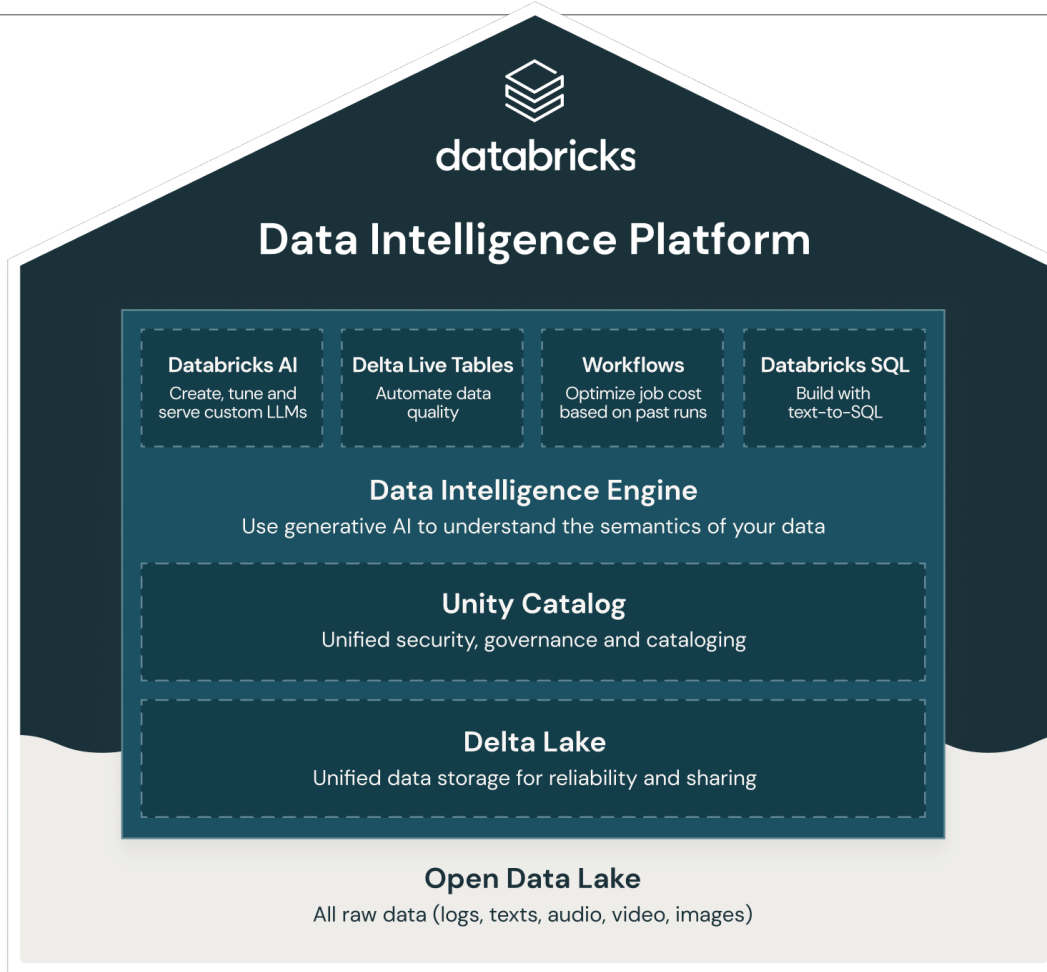 databricks
Data Intelligence Platform
Databricks AI
Create, tune and
serve custom LLMs
Delta Live Tables
Automate data
quality
Workflows
Optimize job cost
based on past runs
Databricks SQL
Build with
text-to-SQL
Data Intelligence Engine
Use generative AI to understand the semantics of your data
Unity Catalog
Unified security, governance and cataloging
Delta Lake
Unified data storage for reliability and sharing
Open Data Lake
All raw data (logs, texts, audio, video, images)